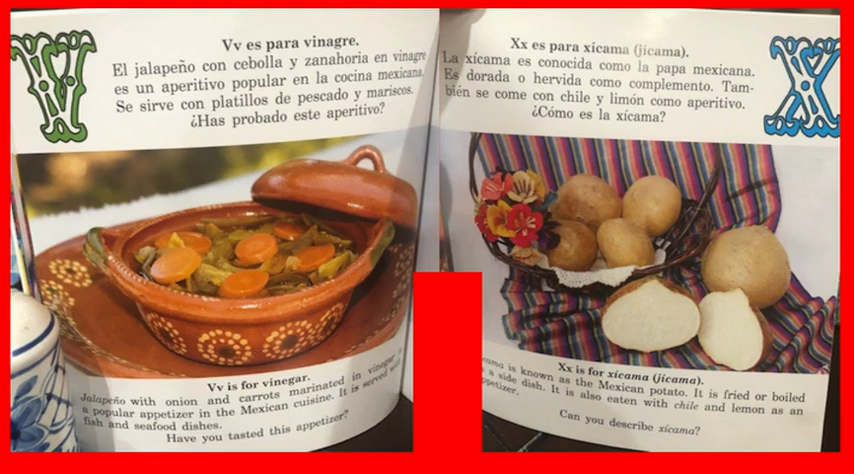 V
Vv es para vinagre.
El jalapeño con cebolla y zanahoria en vinagre
es un aperitivo popular en la cocina mexicana.
Se sirve con platillos de pescado y mariscos.
¿Has probado este aperitivo?
Vv is for vinegar.
Jalapeño with onion and carrots marinated in vinegar
a popular appetizer in the Mexican cuisine. It is served with
fish and seafood dishes.
Have you tasted this appetizer?
Xx es para xícama (jícama).
La xícama es conocida como la papa mexicana.
Es dorada o hervida como complemento. Tam-
bién se come con chile y limón como aperitivo.
¿Cómo es la xícama?
X
Xx is for xícama (jícama).
is known as the Mexican potato. It is fried or boiled
a side dish. It is also eaten with chile and lemon as an
Can you describe xícama?